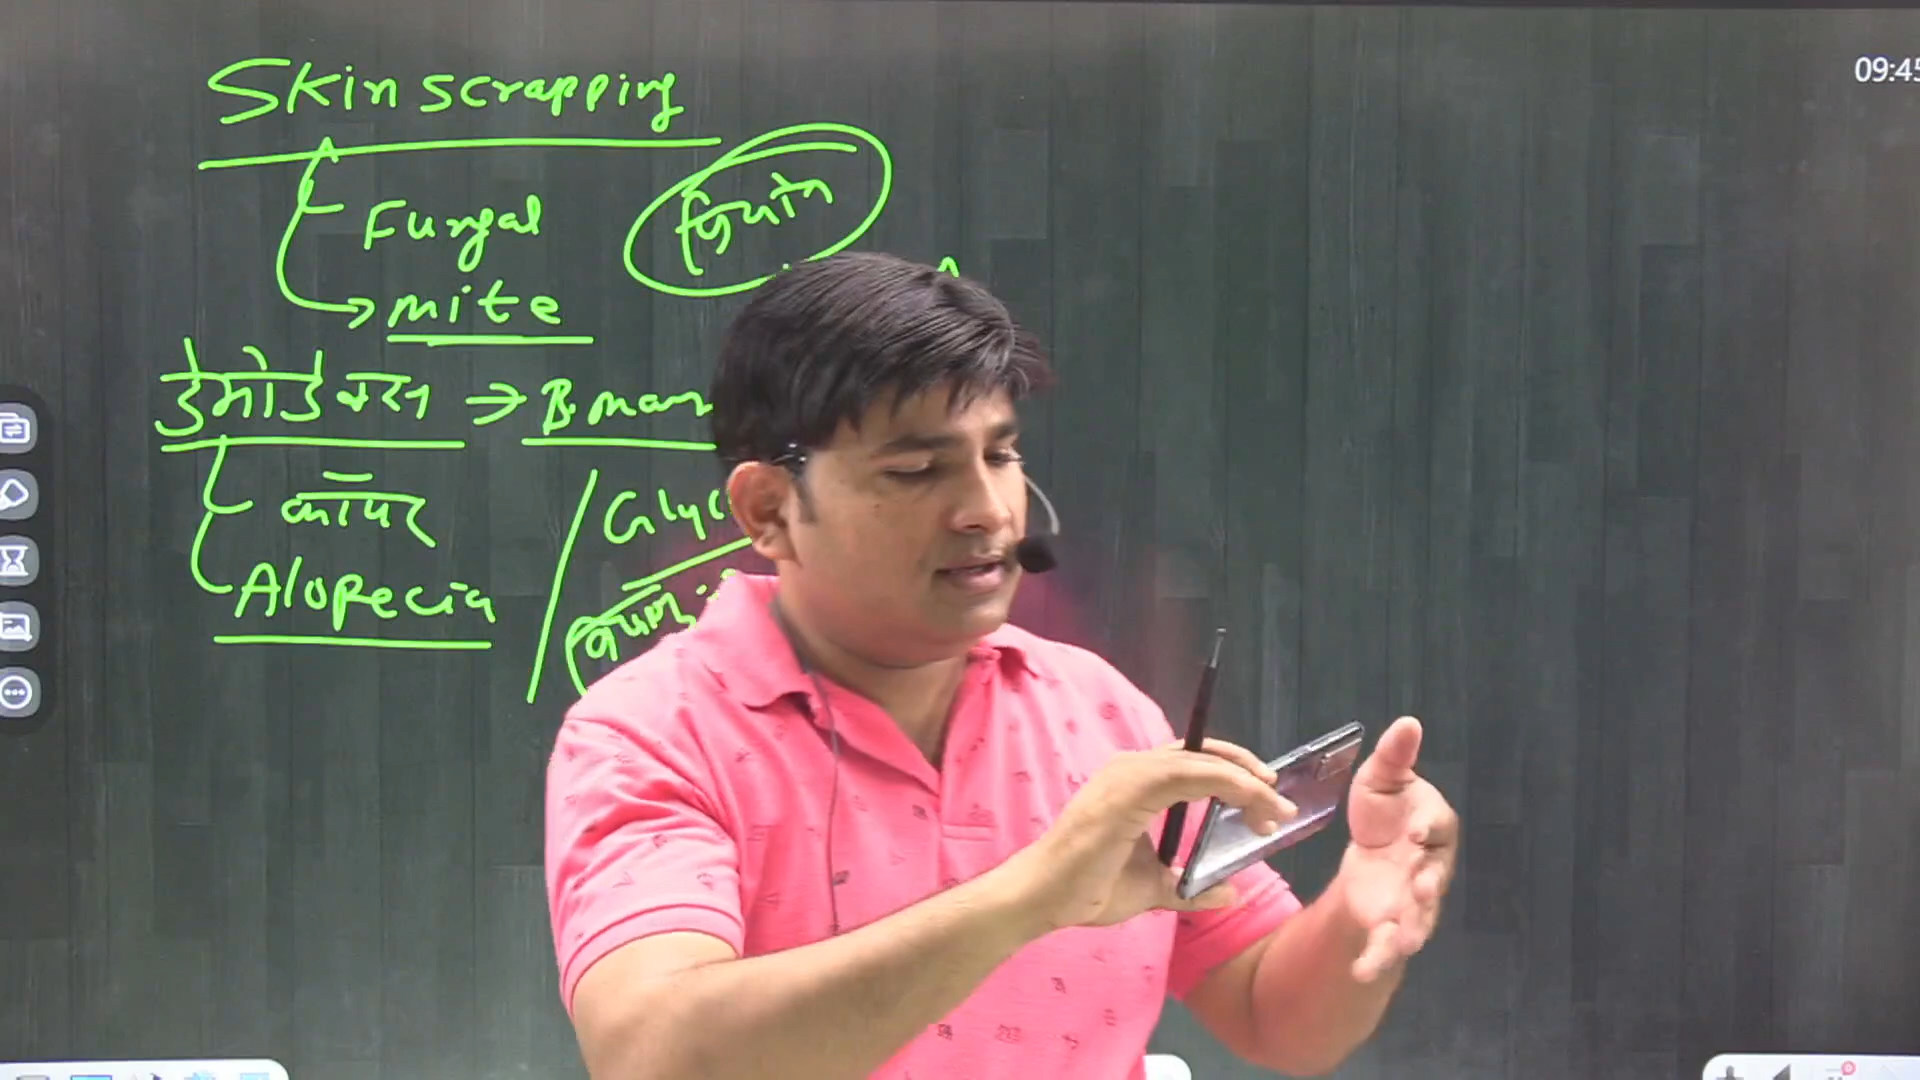 Skin scrapping
Fungal
mite
डेमोडेक्स → B. man
कॉपर
Alopecia
Glyc
09:45